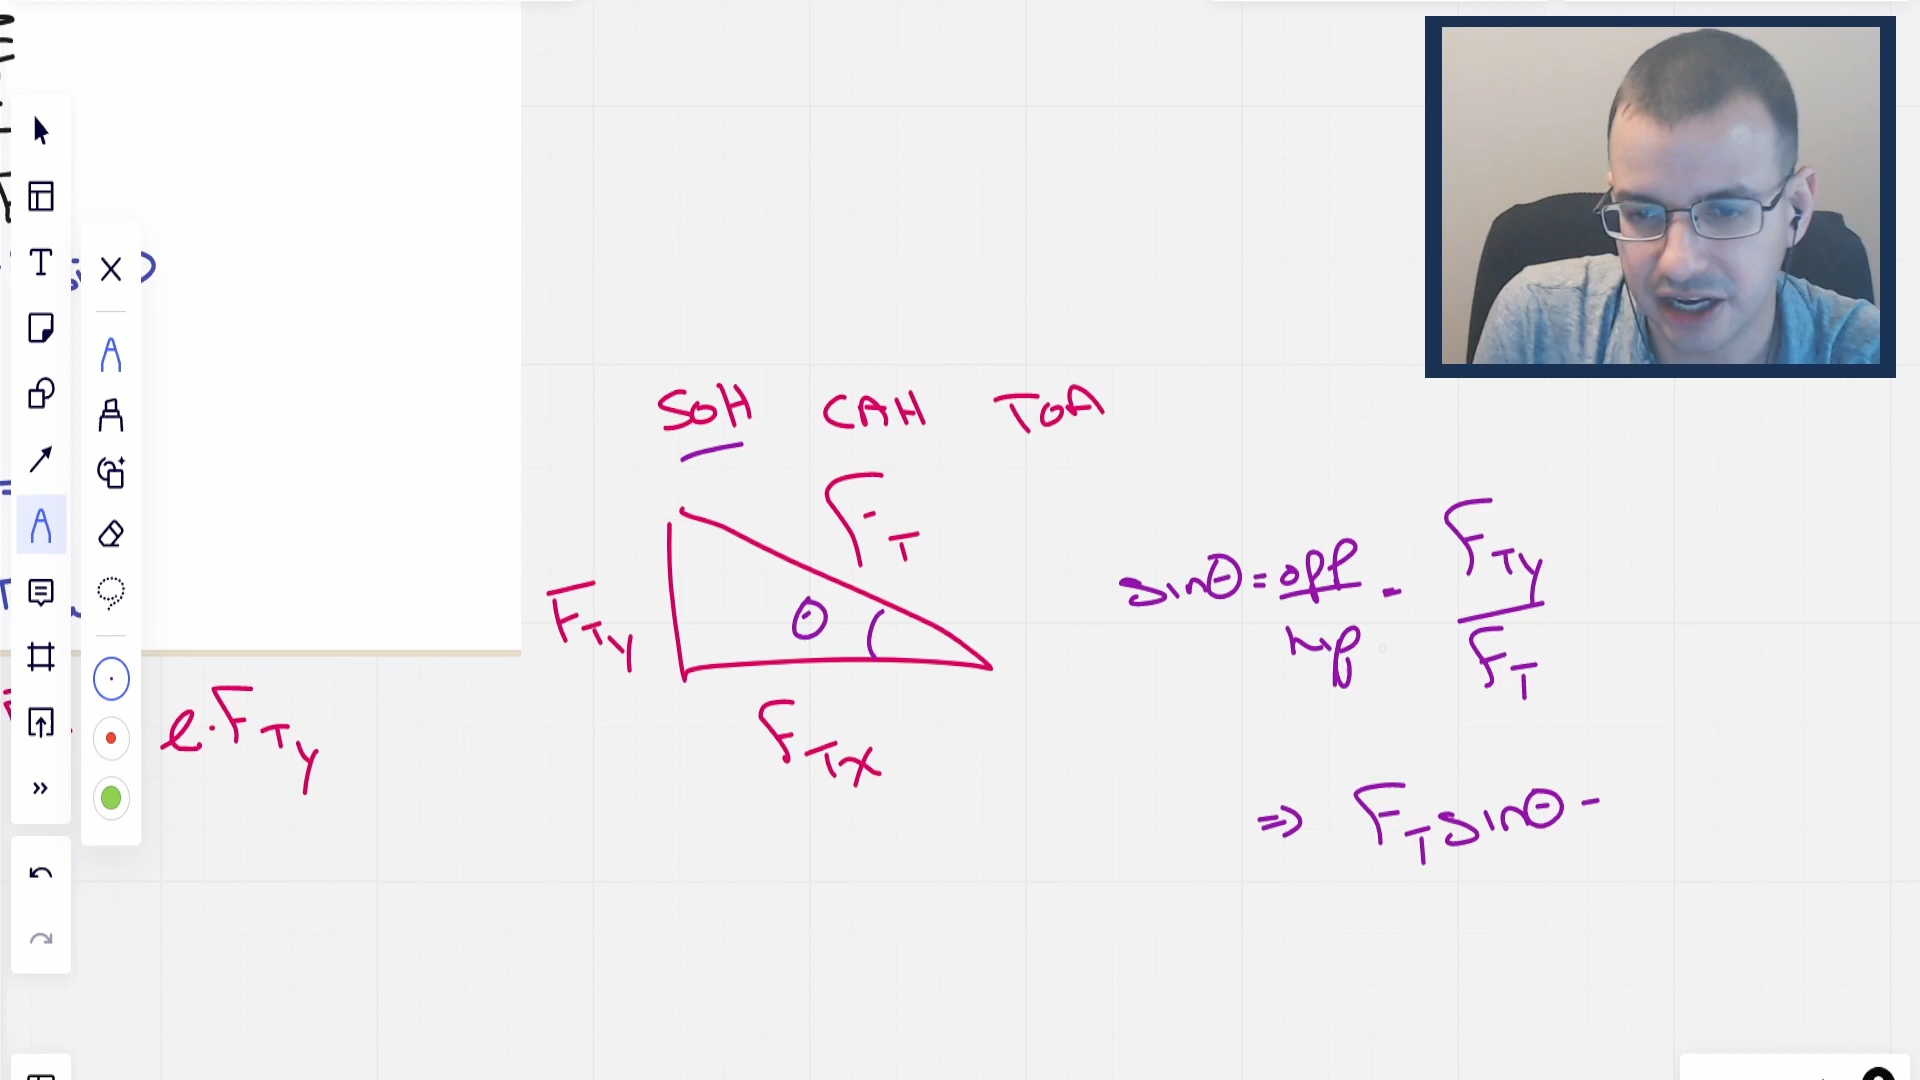 SOH CAH TOA
F_T
F_Ty
θ
F_Tx
sinθ = opp/hyp = F_Ty/F_T
l·F_Ty
⇒ F_T sinθ -